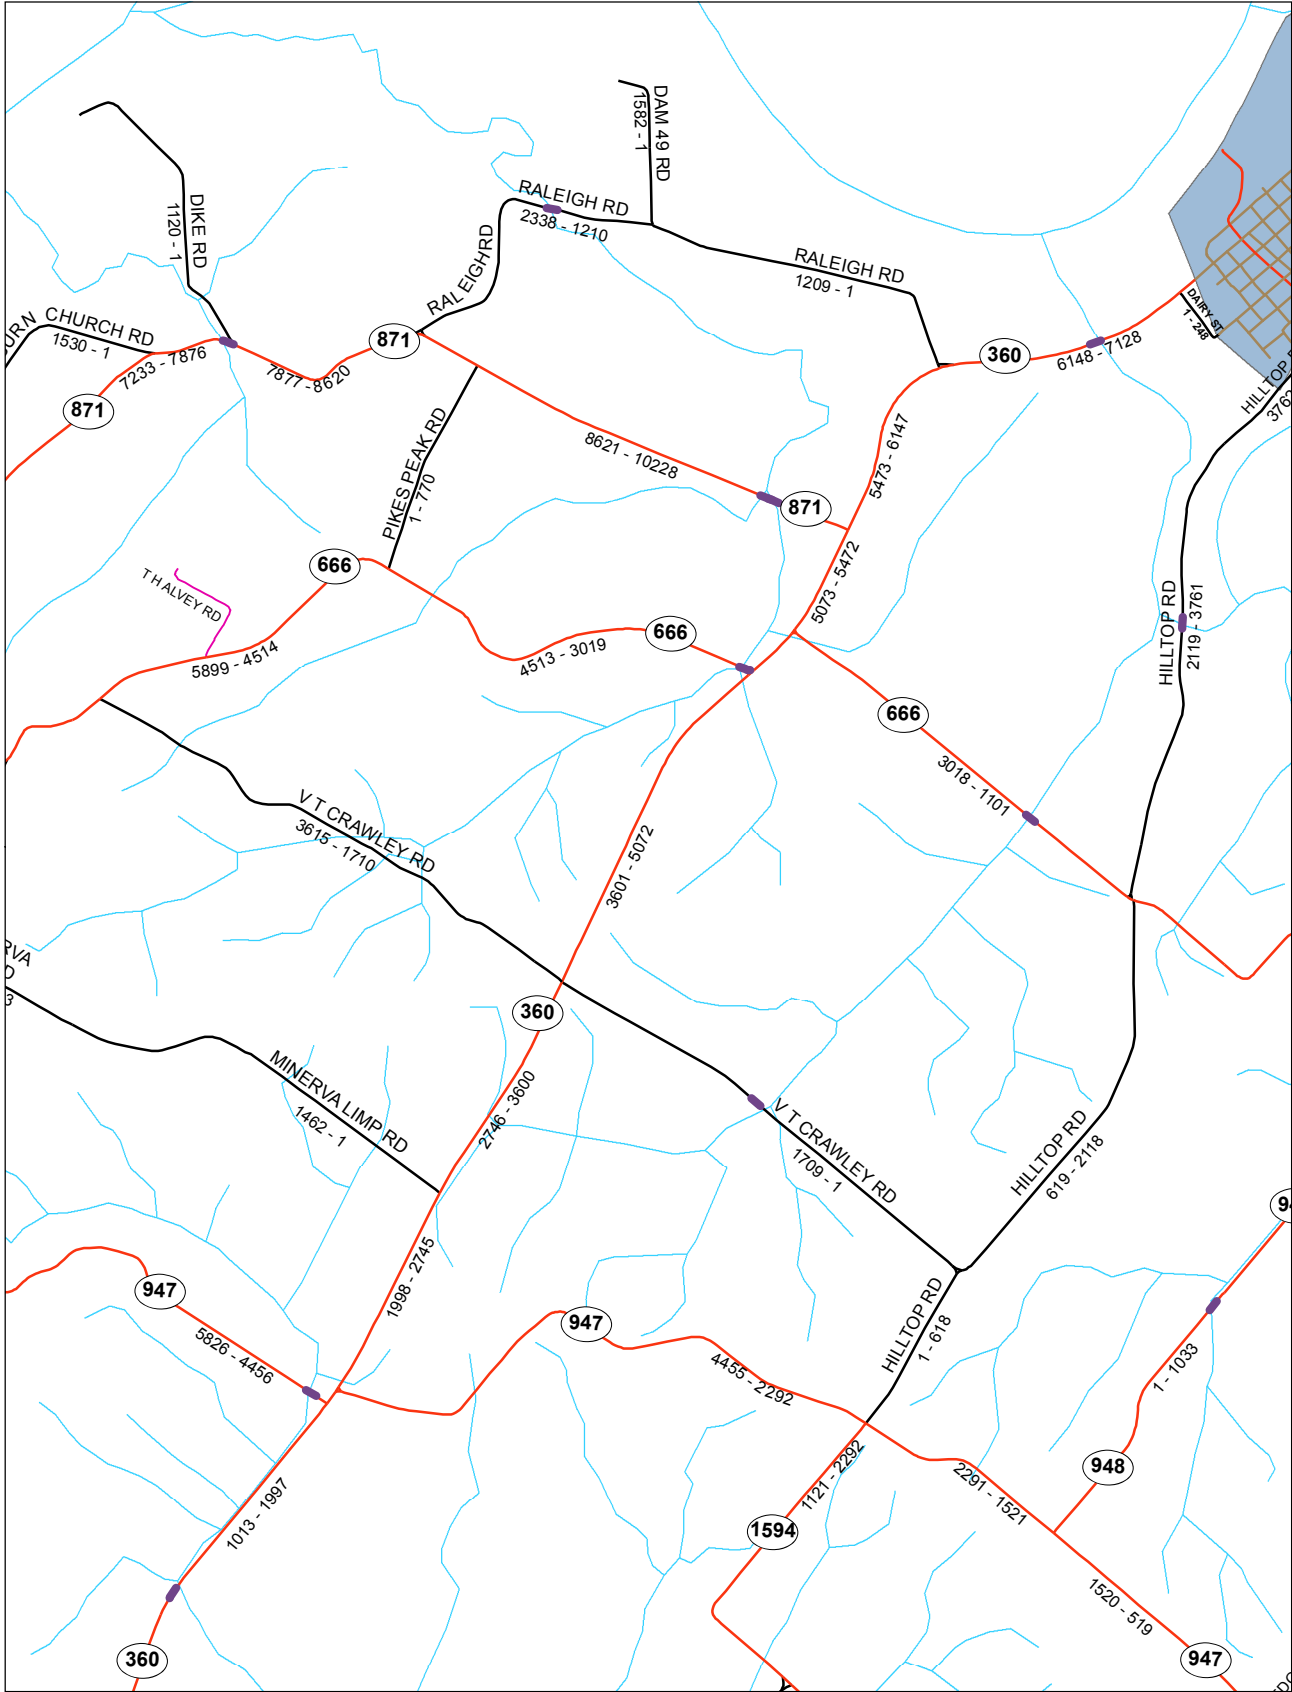 DAM 49 RD
1582 - 1
DIKE RD
1120 - 1
RALEIGH RD
2338 - 1210
RALEIGH RD
RALEIGH RD
1209 - 1
DAIRY ST
1 - 248
CHURCH RD
1530 - 1
7233 - 7876
871
7877 - 8620
871
360
6148 - 7128
HILLTOP
PIKES PEAK RD
1 - 770
8621 - 10228
871
5473 - 6147
5073 - 5472
666
T H ALVEY RD
5899 - 4514
4513 - 3019
666
HILLTOP RD
2119 - 3761
666
3018 - 1101
V T CRAWLEY RD
3615 - 1710
3601 - 5072
360
MINERVA LIMP RD
1462 - 1
2746 - 3600
V T CRAWLEY RD
1709 - 1
HILLTOP RD
619 - 2118
1998 - 2745
947
5826 - 4456
947
4455 - 2292
HILLTOP RD
1 - 618
1 - 1033
948
1121 - 2292
2291 - 1521
1594
1013 - 1997
1520 - 519
360
947